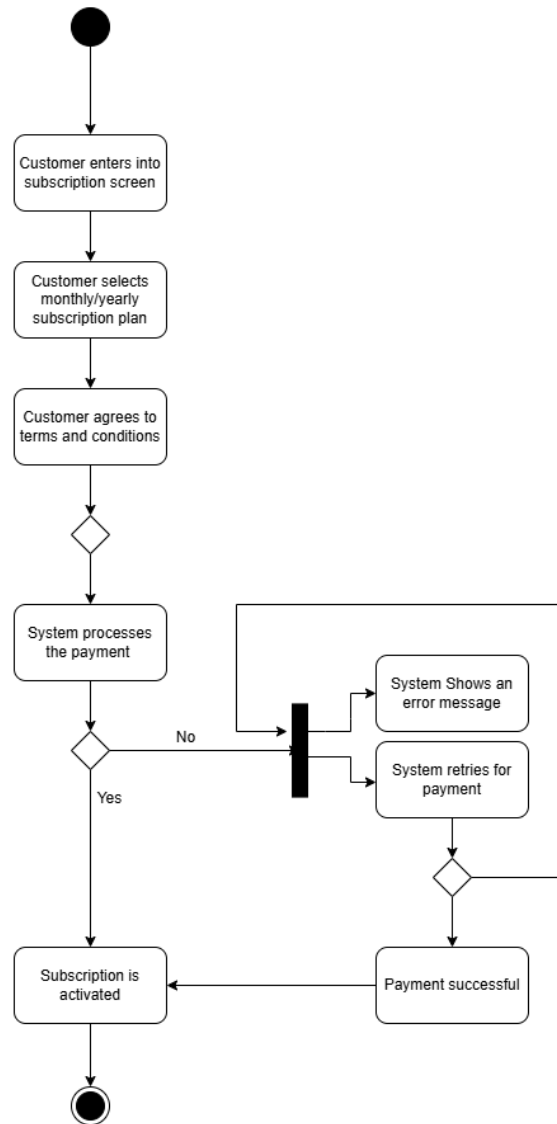 Customer enters into
subscription screen
Customer selects
monthly/yearly
subscription plan
Customer agrees to
terms and conditions
System processes
the payment
System Shows an
error message
No
System retries for
payment
Yes
Subscription is
activated
Payment successful